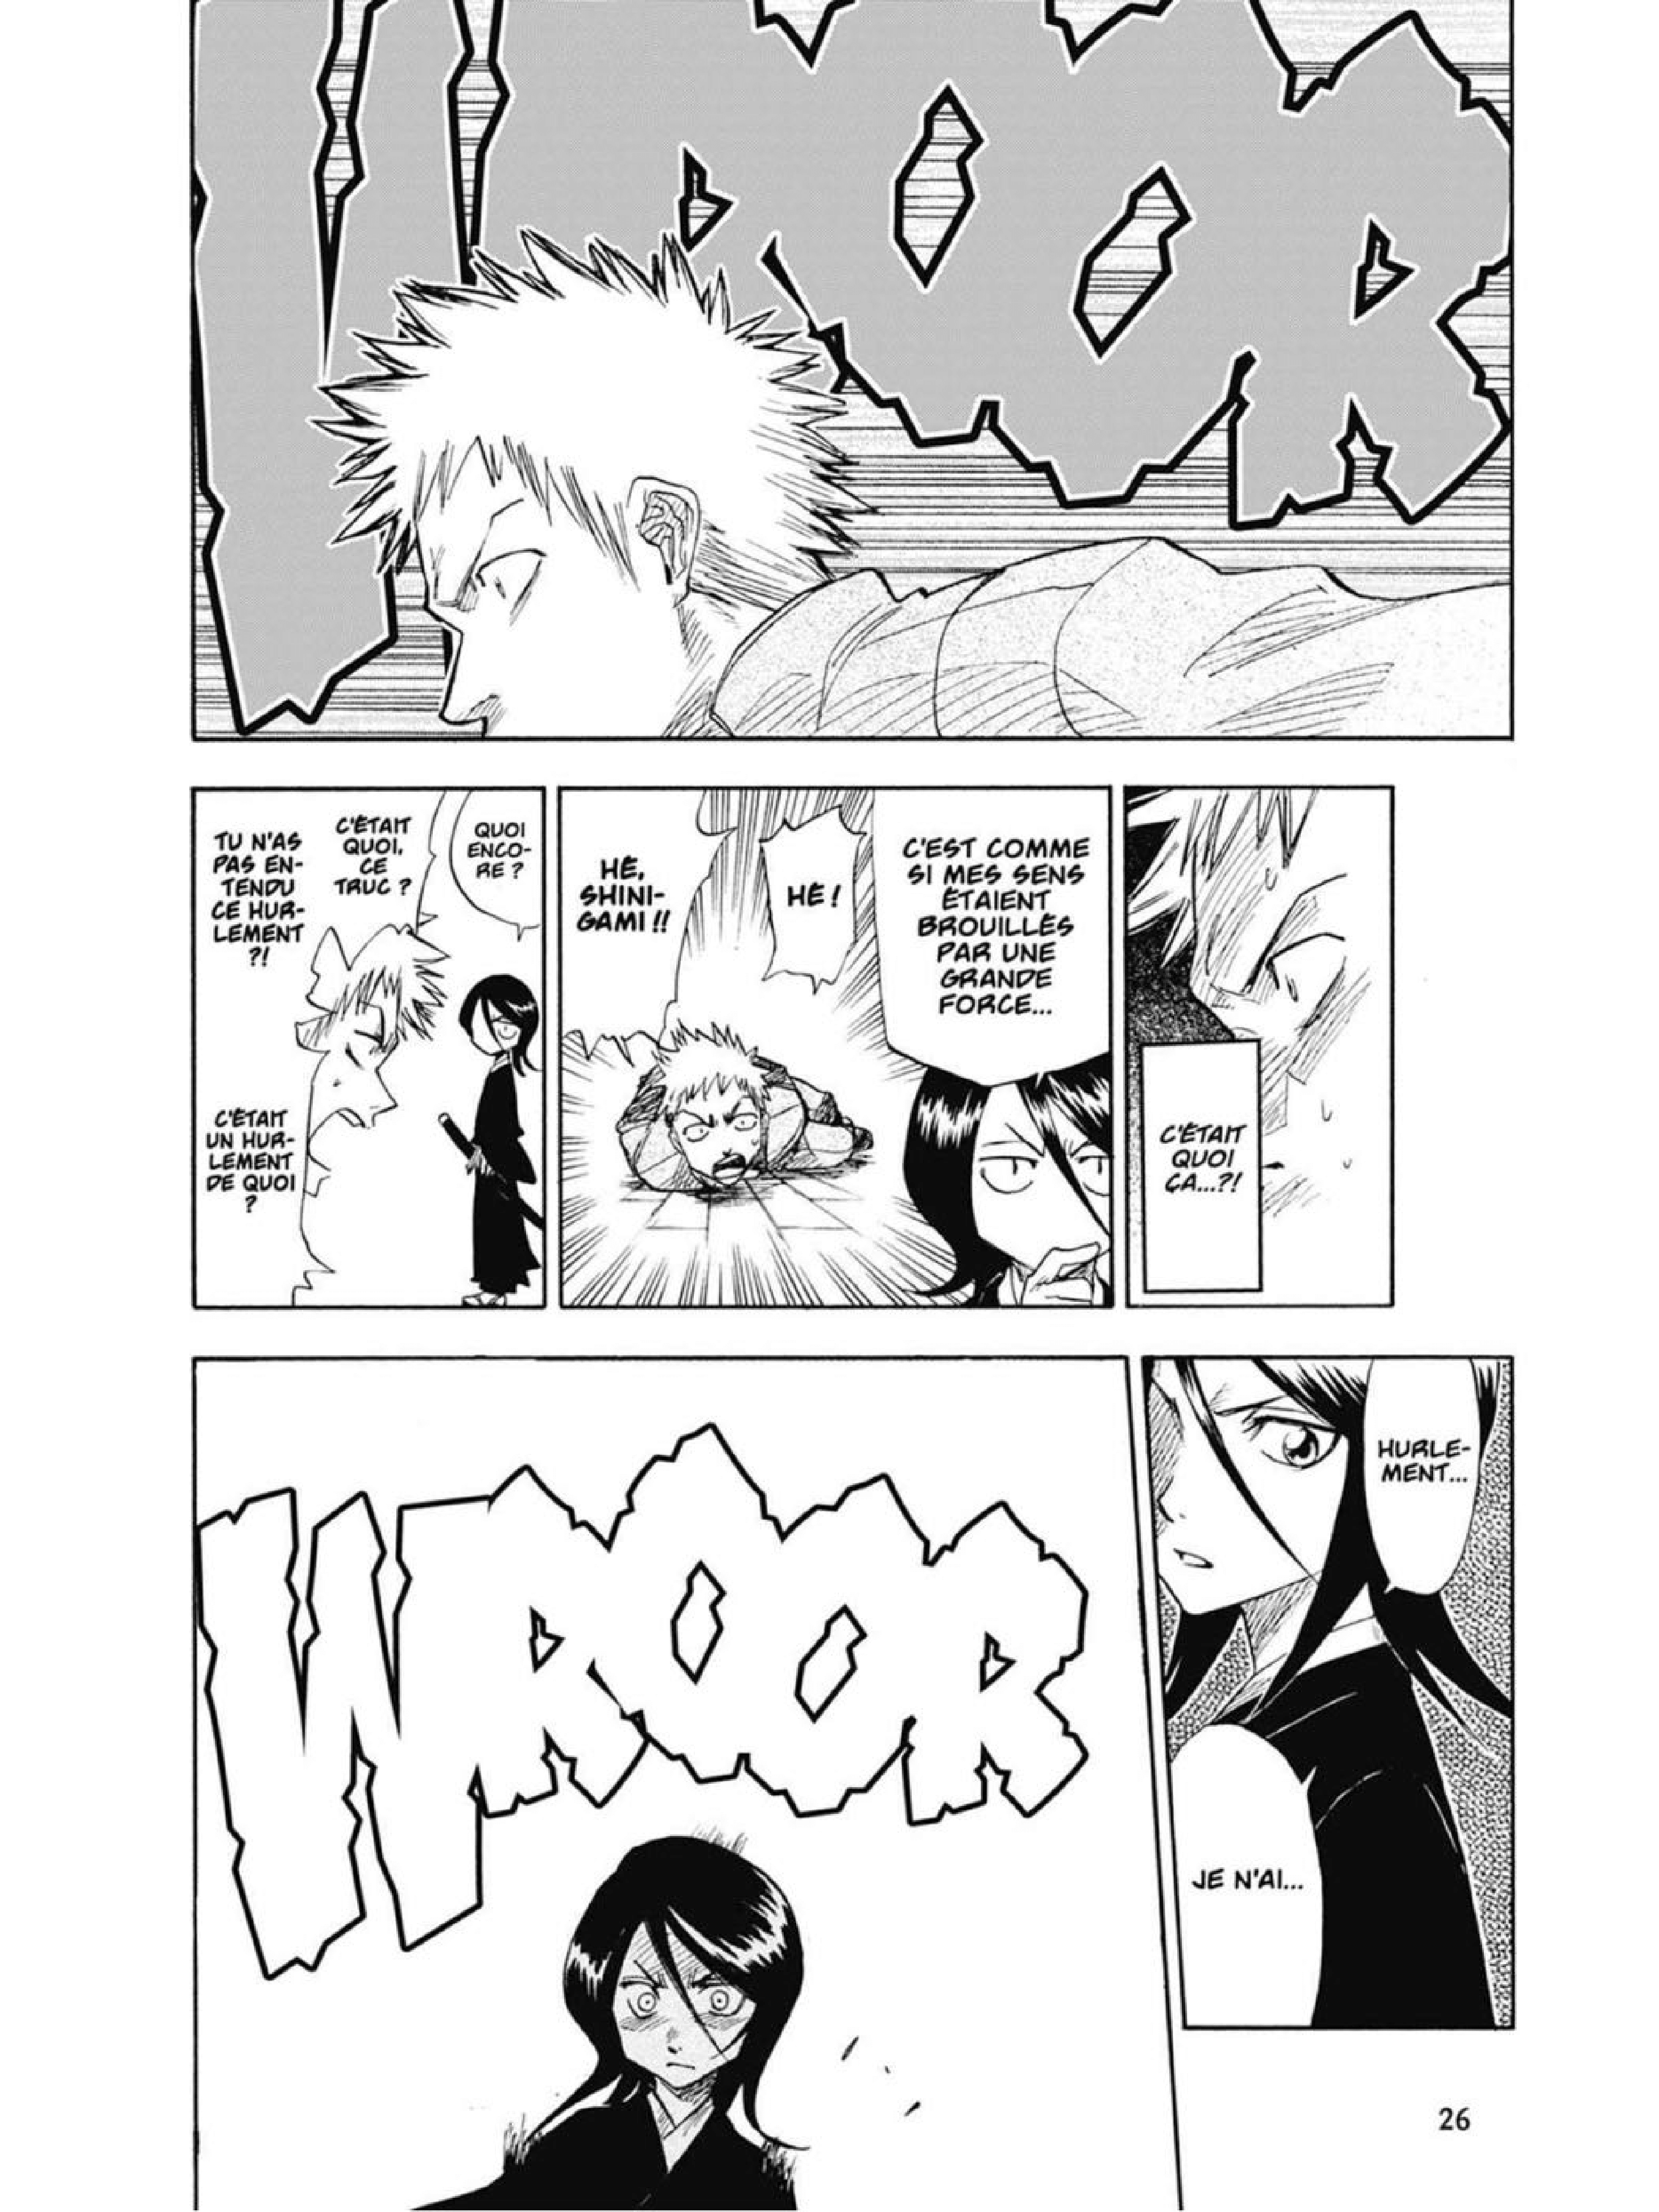 WROOR
C'ÉTAIT
QUOI
ÇA...?!
C'EST COMME
SI MES SENS
ÉTAIENT
BROUILLÉS
PAR UNE
GRANDE
FORCE...
HÉ !
HÉ,
SHINI-
GAMI !!
QUOI
ENCO-
RE ?
C'ÉTAIT
QUOI,
CE
TRUC ?
TU N'AS
PAS EN-
TENDU
CE HUR-
LEMENT
?!
C'ÉTAIT
UN HUR-
LEMENT
DE QUOI
?
HURLE-
MENT...
JE N'AI...
WROOR
26